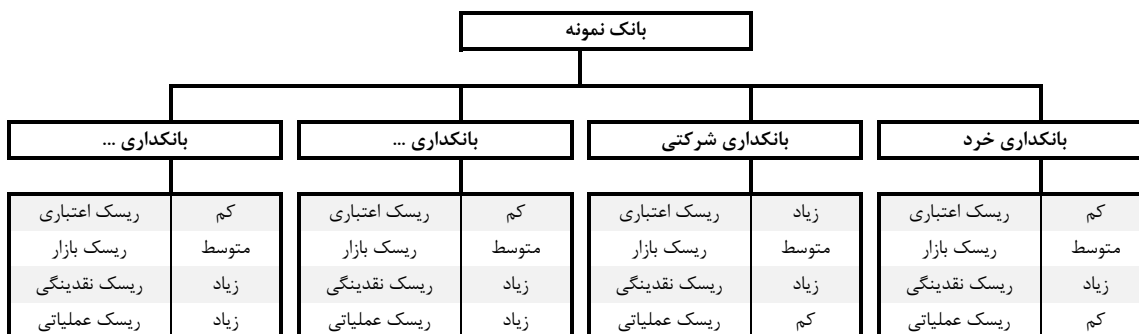 بانک نمونه
بانکداری خرد
بانکداری شرکتی
بانکداری ...
بانکداری ...
کم ریسک اعتباری
متوسط ریسک بازار
زیاد ریسک نقدینگی
کم ریسک عملیاتی
زیاد ریسک اعتباری
متوسط ریسک بازار
زیاد ریسک نقدینگی
کم ریسک عملیاتی
کم ریسک اعتباری
متوسط ریسک بازار
زیاد ریسک نقدینگی
زیاد ریسک عملیاتی
کم ریسک اعتباری
متوسط ریسک بازار
زیاد ریسک نقدینگی
زیاد ریسک عملیاتی